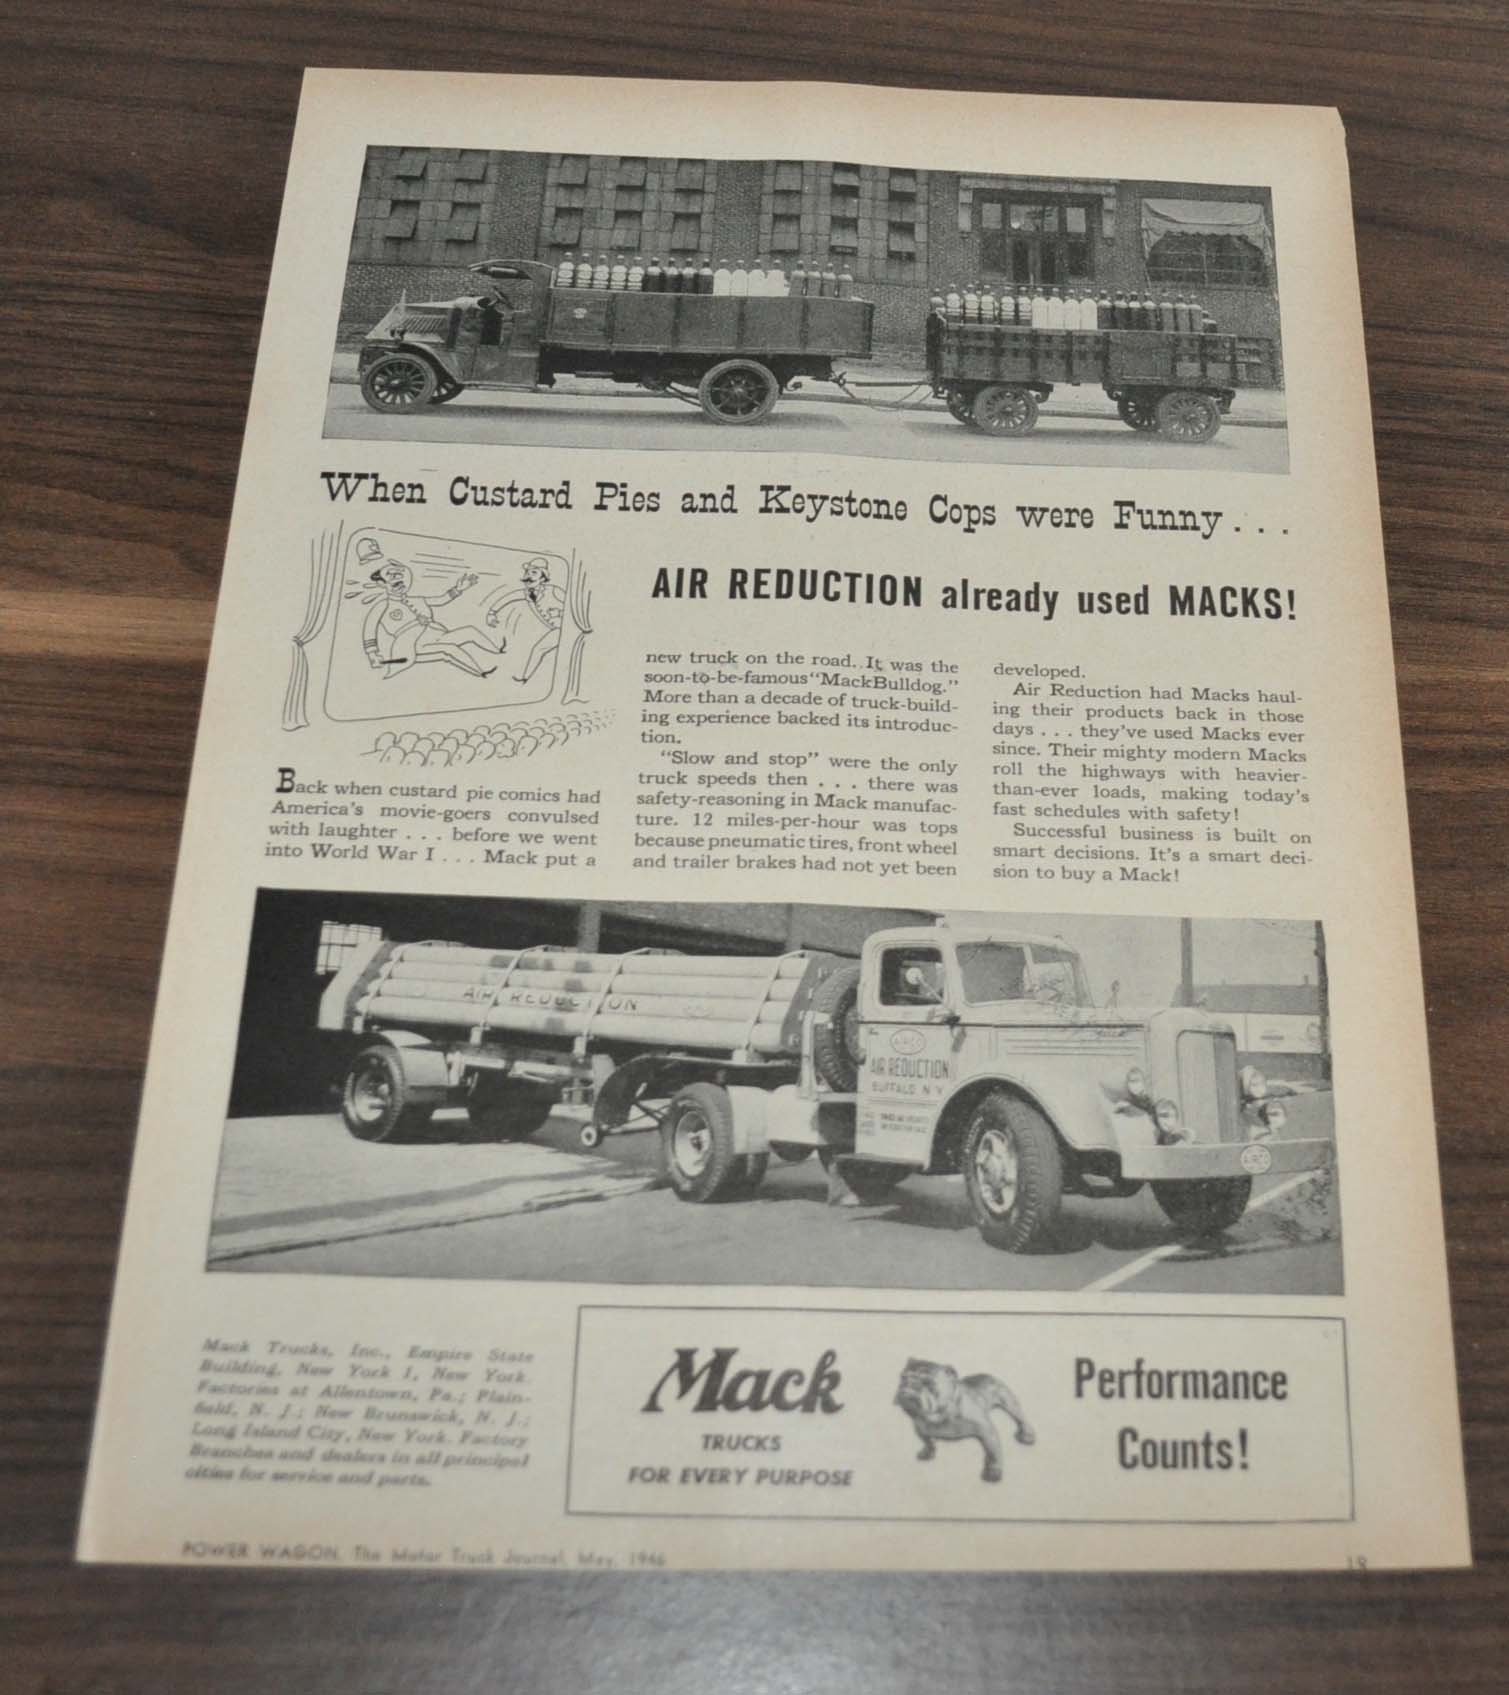 When Custard Pies and Keystone Cops were Funny . . .
AIR REDUCTION already used MACKS!
Back when custard pie comics had
America's movie-goers convulsed
with laughter . . . before we went
into World War I . . . Mack put a
new truck on the road. It was the
soon-to-be-famous "Mack Bulldog."
More than a decade of truck-build-
ing experience backed its introduc-
tion.
"Slow and stop" were the only
truck speeds then . . . there was
safety-reasoning in Mack manufac-
ture. 12 miles-per-hour was tops
because pneumatic tires, front wheel
and trailer brakes had not yet been
developed.
Air Reduction had Macks haul-
ing their products back in those
days . . . they've used Macks ever
since. Their mighty modern Macks
roll the highways with heavier-
than-ever loads, making today's
fast schedules with safety!
Successful business is built on
smart decisions. It's a smart deci-
sion to buy a Mack!
AIR REDUCTION
AIRCO
AIR REDUCTION
BUFFALO N Y
AIRCO
Mack Trucks, Inc., Empire State
Building, New York 1, New York.
Factories at Allentown, Pa.; Plain-
field, N. J.; New Brunswick, N. J.;
Long Island City, New York. Factory
Branches and dealers in all principal
cities for service and parts.
Mack
TRUCKS
FOR EVERY PURPOSE
Performance
Counts!
POWER WAGON, The Motor Truck Journal, May, 1946
19